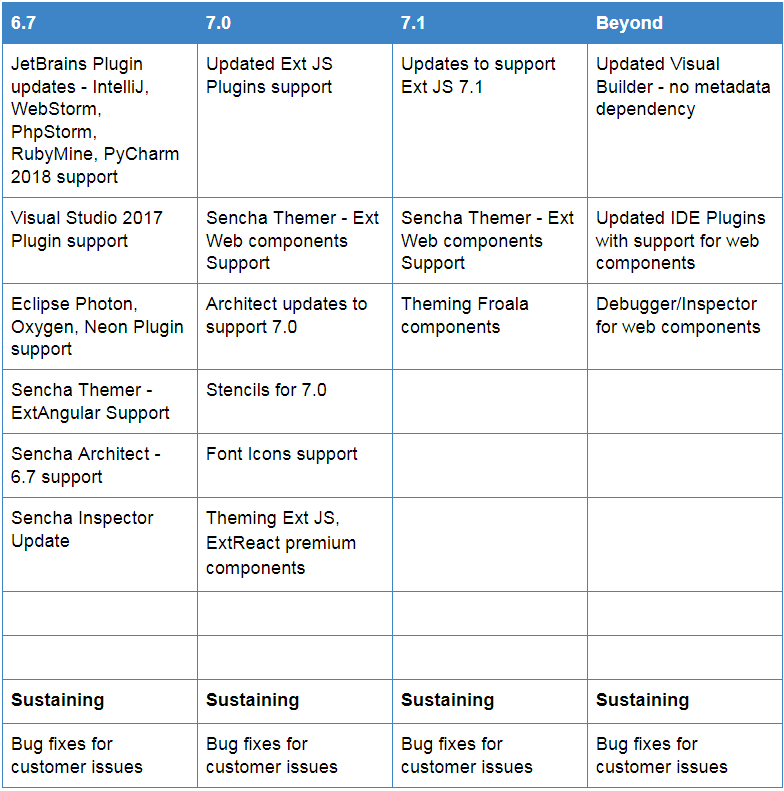 6.7
7.0
7.1
Beyond
JetBrains Plugin
updates - IntelliJ,
WebStorm,
PhpStorm,
RubyMine, PyCharm
2018 support
Updated Ext JS
Plugins support
Updates to support
Ext JS 7.1
Updated Visual
Builder - no metadata
dependency
Visual Studio 2017
Plugin support
Sencha Themer - Ext
Web components
Support
Sencha Themer - Ext
Web components
Support
Updated IDE Plugins
with support for web
components
Eclipse Photon,
Oxygen, Neon Plugin
support
Architect updates to
support 7.0
Theming Froala
components
Debugger/Inspector
for web components
Sencha Themer -
ExtAngular Support
Stencils for 7.0
Sencha Architect -
6.7 support
Font Icons support
Sencha Inspector
Update
Theming Ext JS,
ExtReact premium
components
Sustaining
Sustaining
Sustaining
Sustaining
Bug fixes for
customer issues
Bug fixes for
customer issues
Bug fixes for
customer issues
Bug fixes for
customer issues